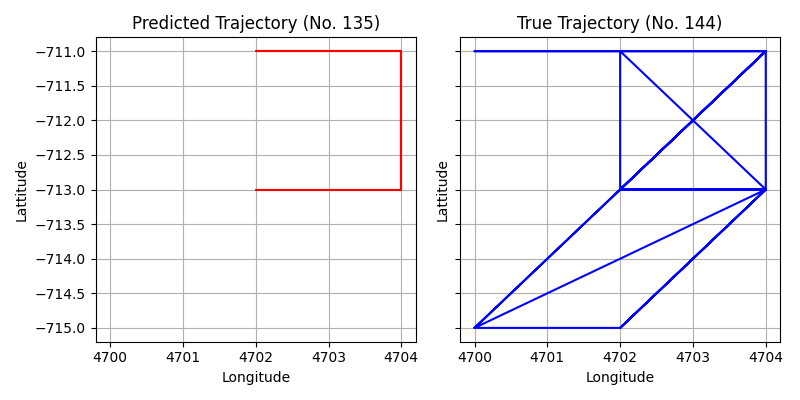 Predicted Trajectory (No. 135)
True Trajectory (No. 144)
−711.0
−711.5
−712.0
−712.5
−713.0
−713.5
−714.0
−714.5
−715.0
Lattitude
Lattitude
4700 4701 4702 4703 4704
4700 4701 4702 4703 4704
Longitude
Longitude